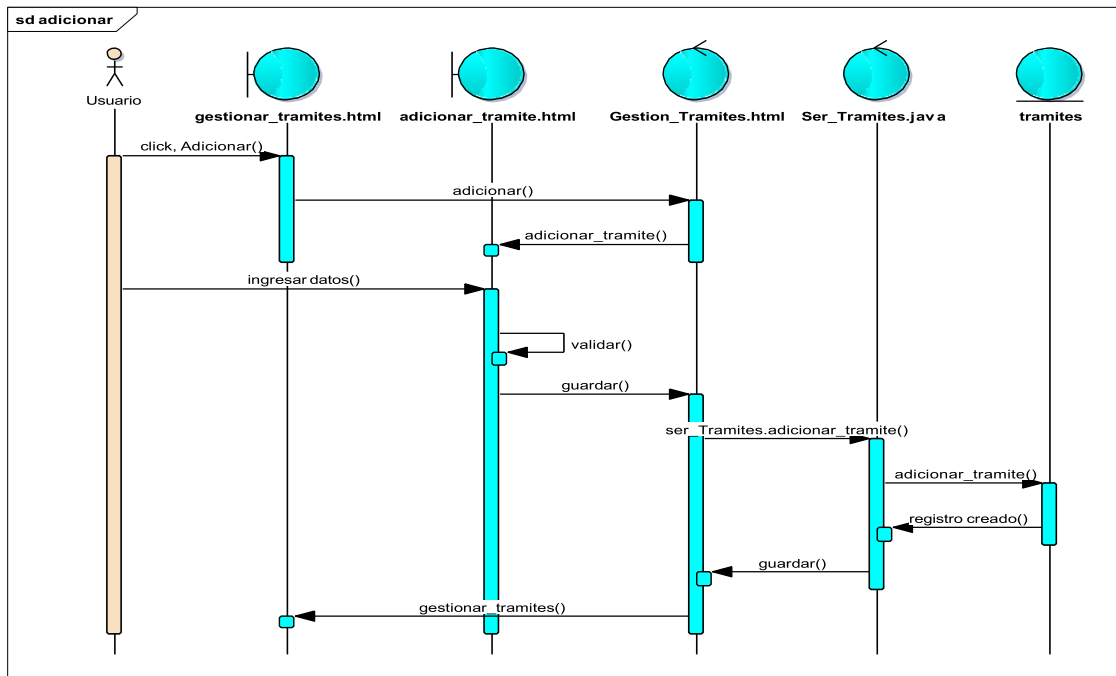 sd adicionar
Usuario
gestionar_tramites.html
adicionar_tramite.html
Gestion_Tramites.html
Ser_Tramites.java
tramites
click, Adicionar()
adicionar()
adicionar_tramite()
ingresar datos()
validar()
guardar()
ser_Tramites.adicionar_tramite()
adicionar_tramite()
registro creado()
guardar()
gestionar_tramites()